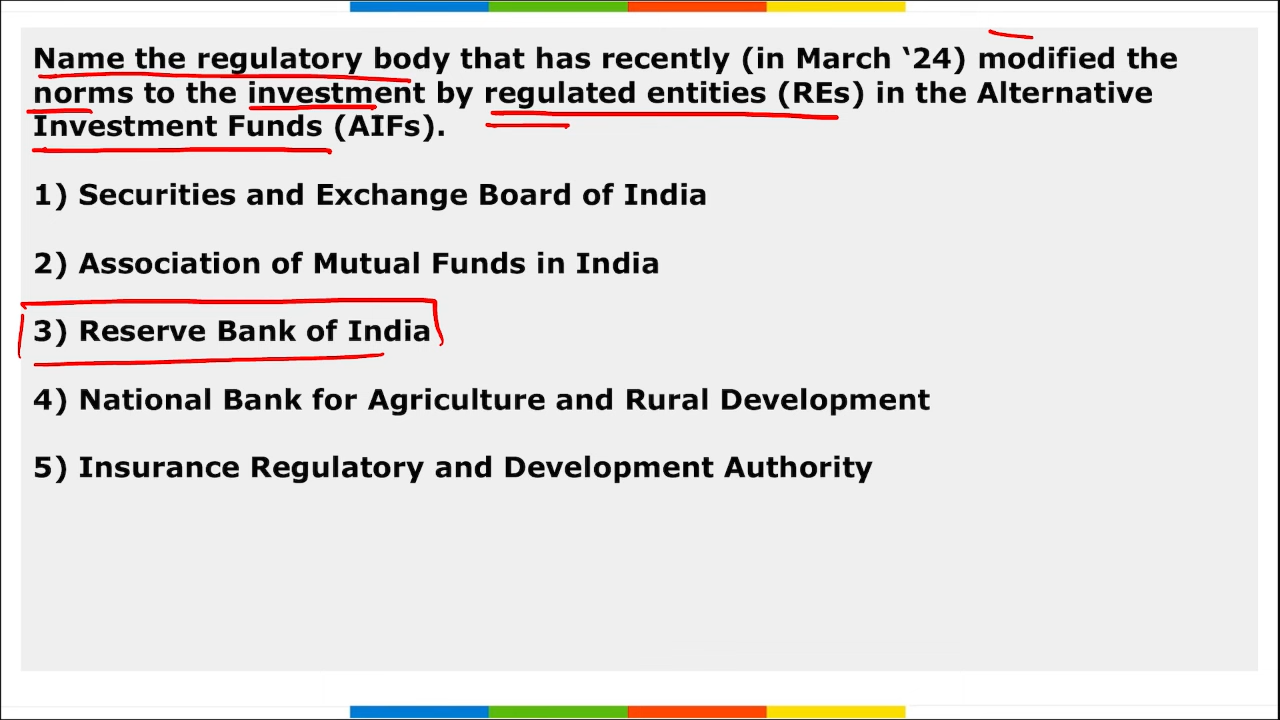 Name the regulatory body that has recently (in March ‘24) modified the
norms to the investment by regulated entities (REs) in the Alternative
Investment Funds (AIFs).
1) Securities and Exchange Board of India
2) Association of Mutual Funds in India
3) Reserve Bank of India
4) National Bank for Agriculture and Rural Development
5) Insurance Regulatory and Development Authority